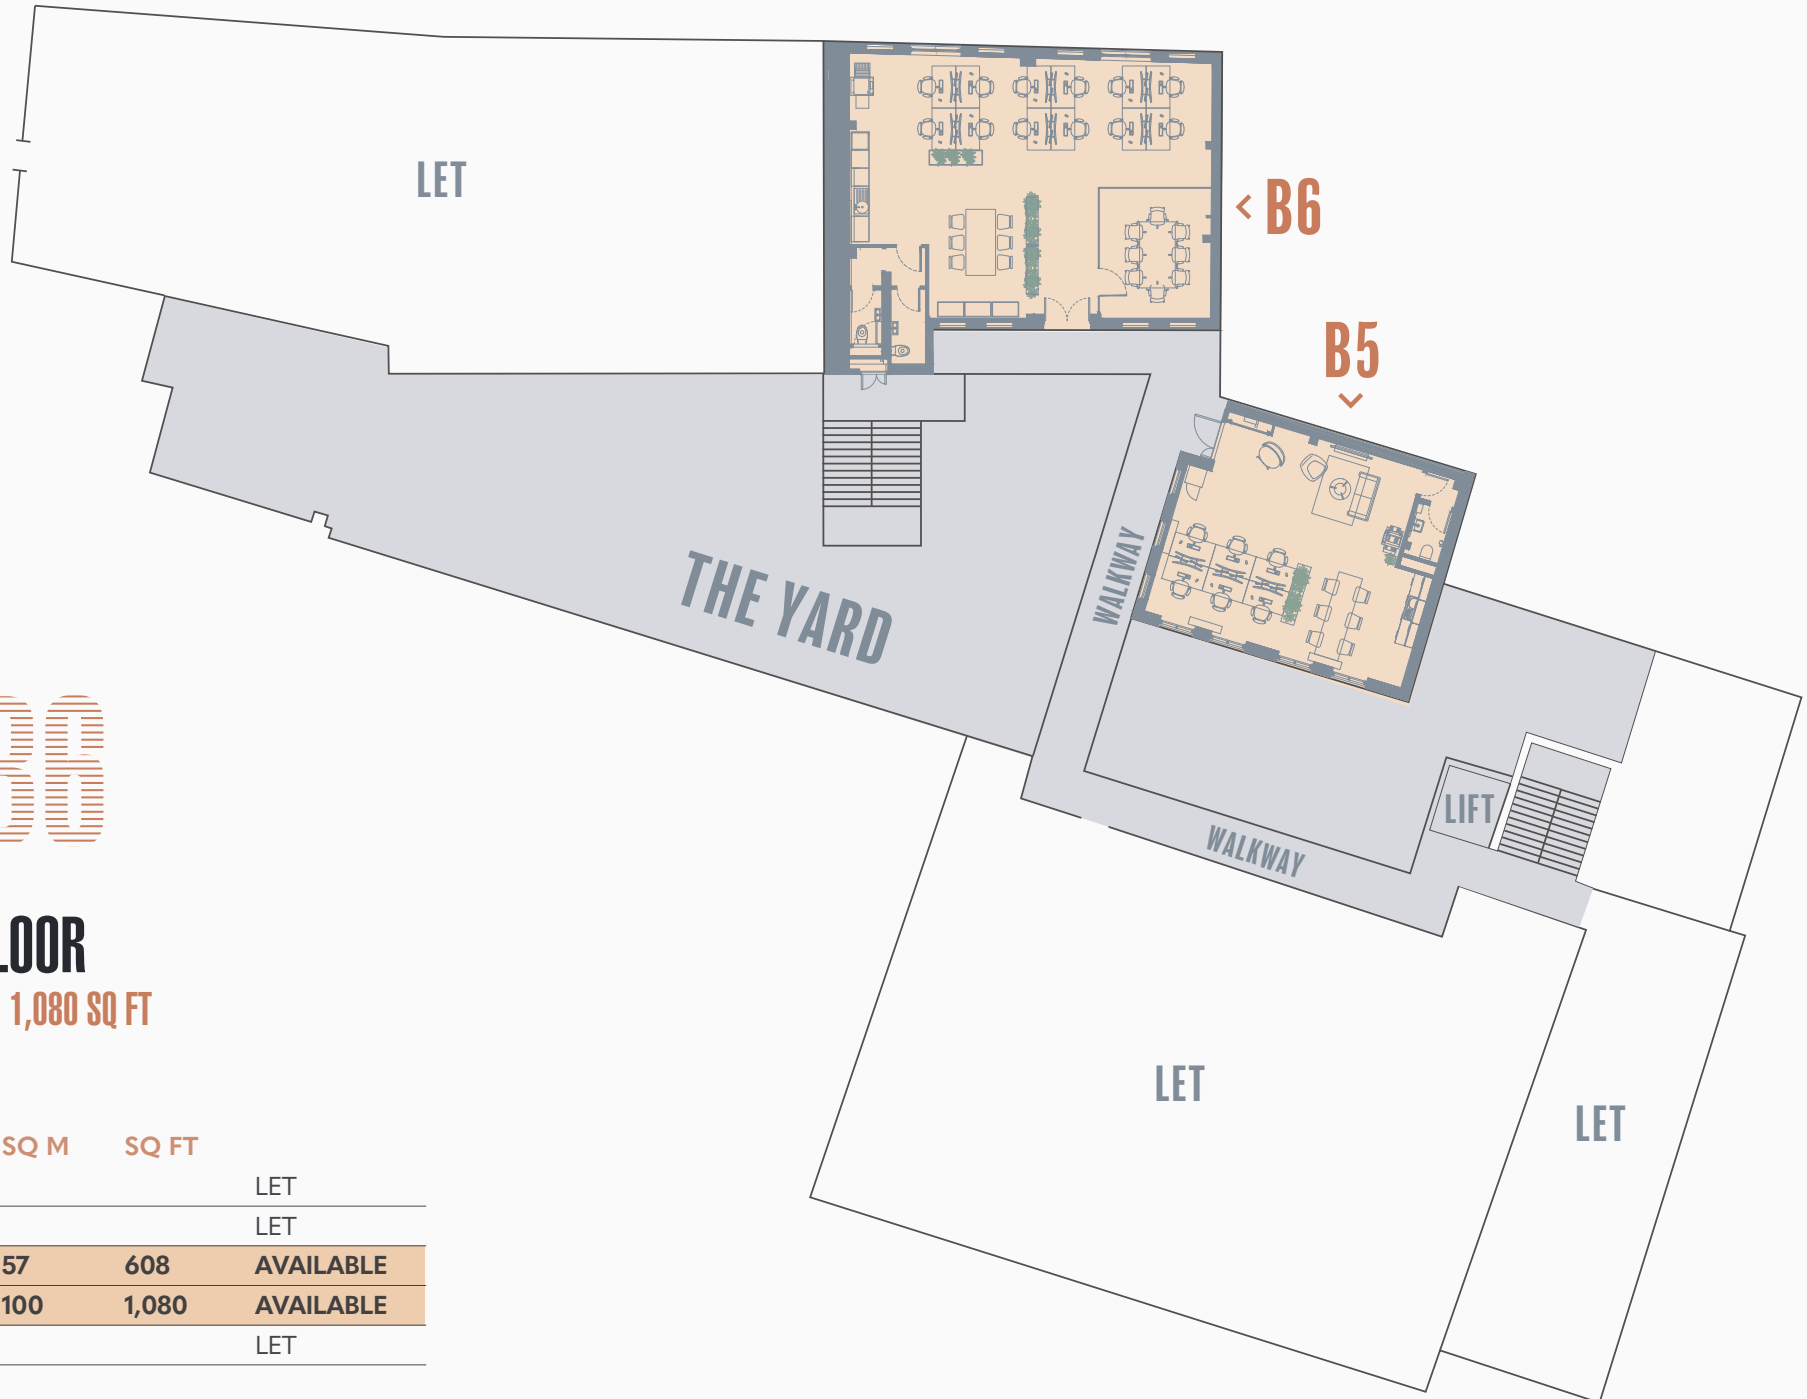 LET
B6
B5
WALKWAY
THE YARD
LIFT
WALKWAY
LET
LET
1,080 SQ FT
SQ M SQ FT
LET
LET
57 608 AVAILABLE
100 1,080 AVAILABLE
LET